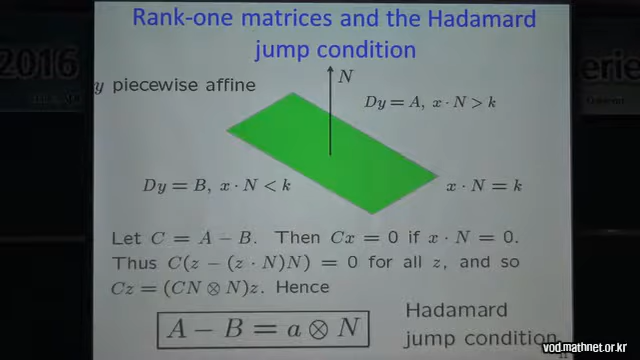 Rank-one matrices and the Hadamard
jump condition
2016
erie
y piecewise affine
N
Dy = A, x · N > k
Dy = B, x · N < k
x · N = k
Let C = A − B. Then Cx = 0 if x · N = 0.
Thus C(z − (z · N)N) = 0 for all z, and so
Cz = (CN ⊗ N)z. Hence
A − B = a ⊗ N
Hadamard
jump condition
vod.mathnet.or.kr